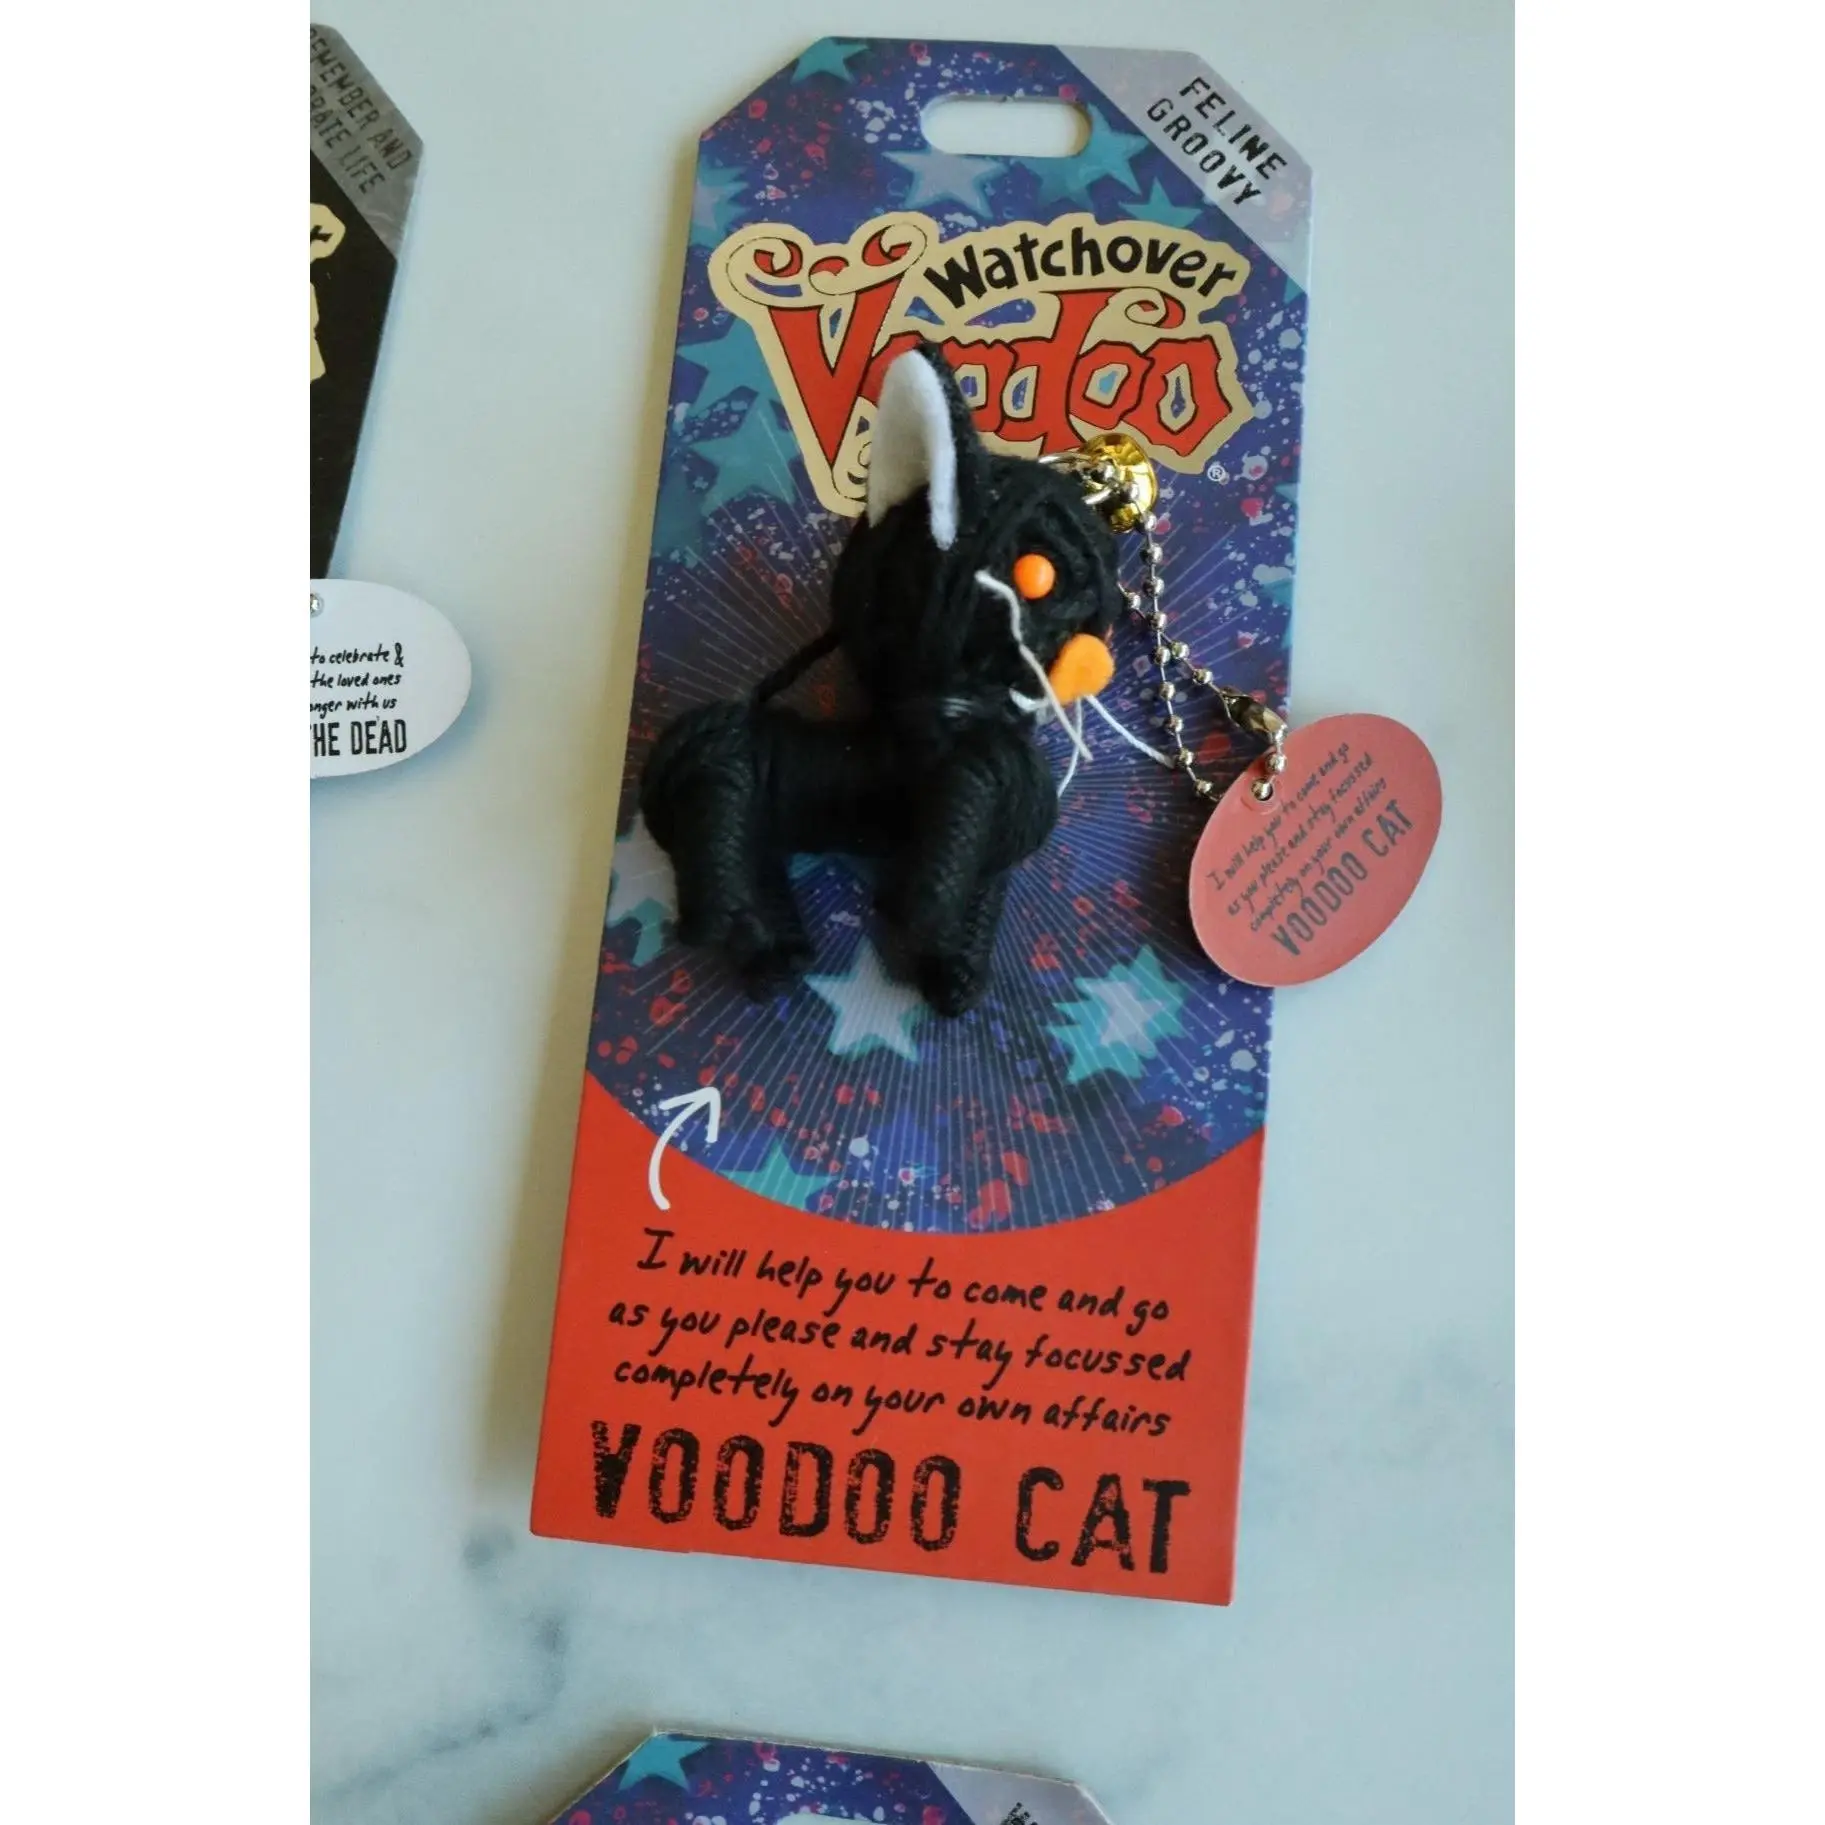 REMEMBER AND
LIFE
to celebrate &
the loved ones
with us
THE DEAD
FELINE
GROOVY
Watchover
Voodoo®
I will help you to come and go
as you please and stay focussed
completely on your own affairs
VOODOO CAT
I will help you to come and go
as you please and stay focussed
completely on your own affairs
VOODOO CAT